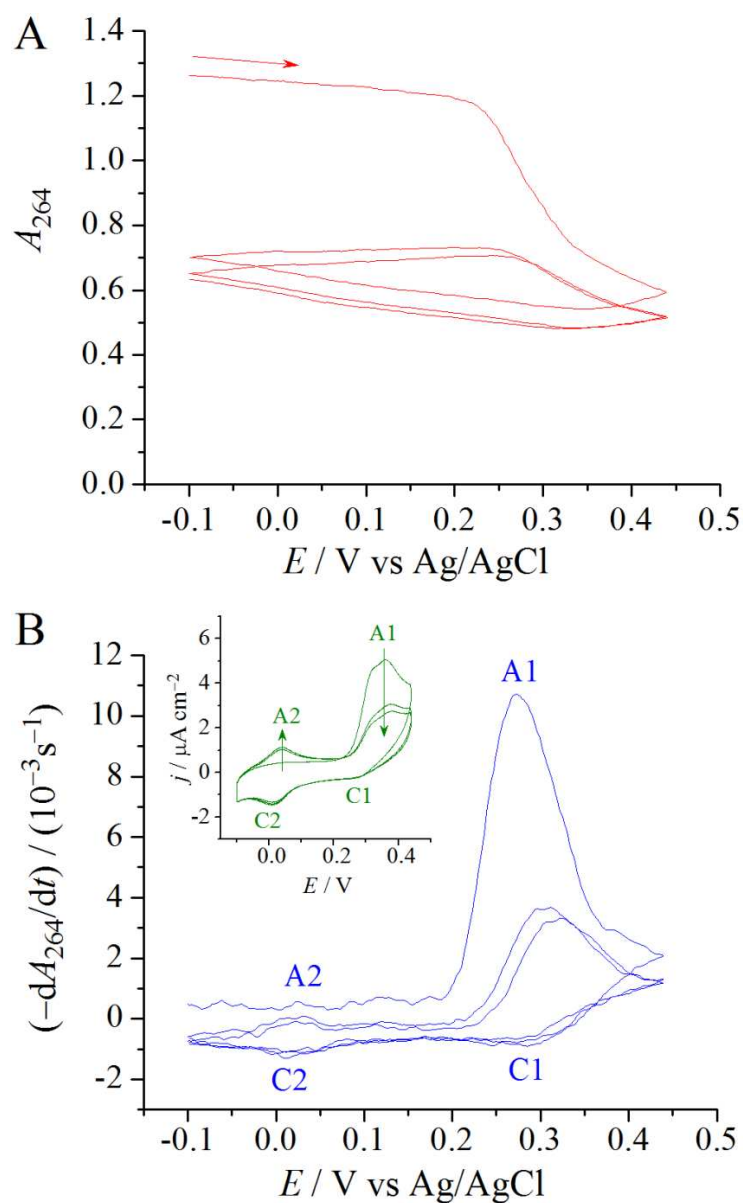 A
1.4
1.2
1.0
0.8
0.6
0.4
0.2
0.0
A264
-0.1 0.0 0.1 0.2 0.3 0.4 0.5
E / V vs Ag/AgCl
B
12
10
8
6
4
2
0
-2
(−dA264/dt) / (10−3s−1)
A1
A2
C2
C1
6
4
2
0
-2
j / µA cm−2
A1
A2
C2
C1
0.0 0.2 0.4
E / V
-0.1 0.0 0.1 0.2 0.3 0.4 0.5
E / V vs Ag/AgCl